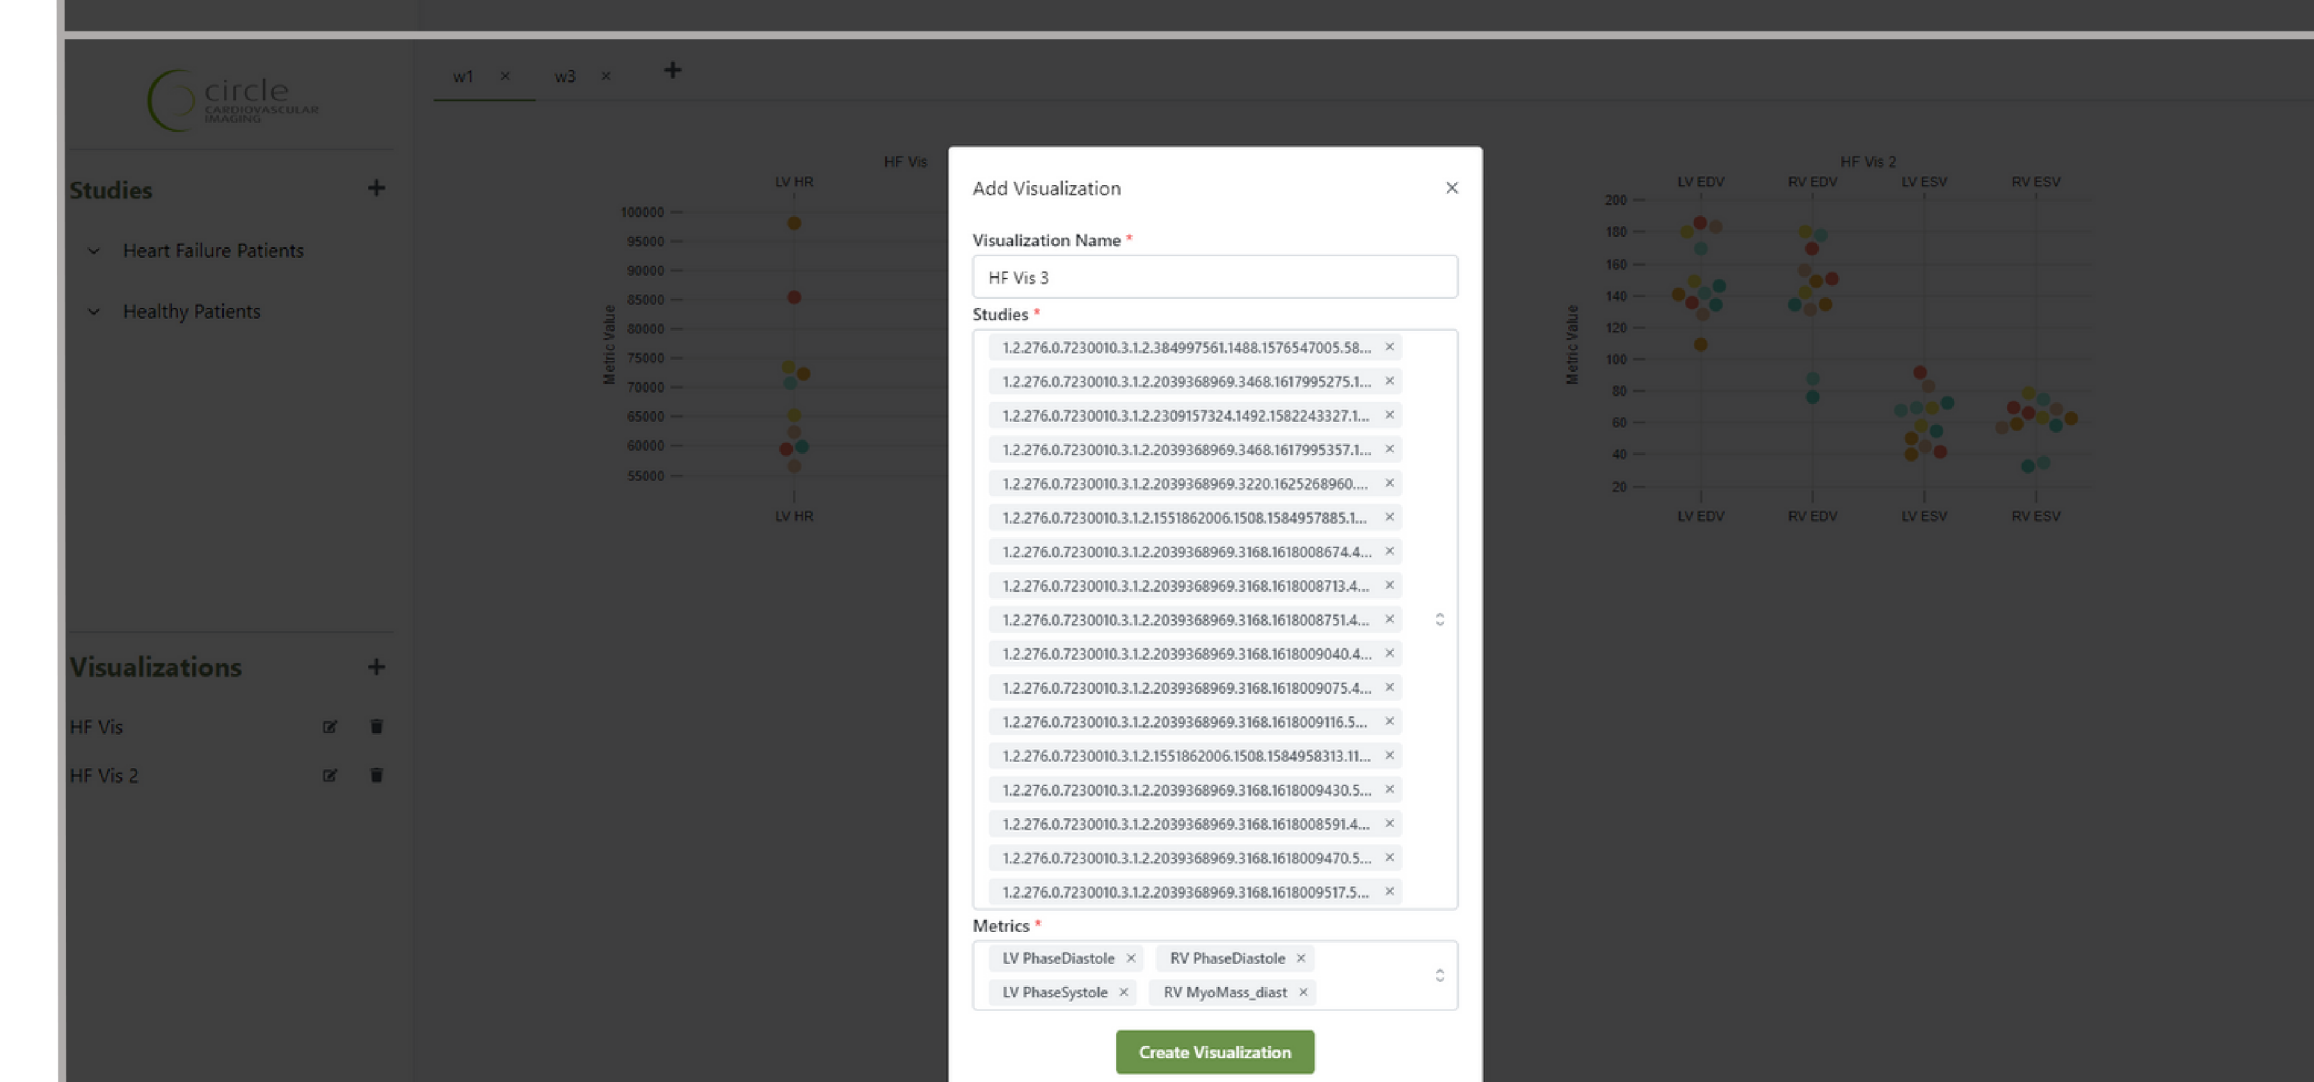 circle
CARDIOVASCULAR
IMAGING
Studies
Heart Failure Patients
Healthy Patients
Visualizations
HF Vis
HF Vis 2
w1
w3
HF Vis
LV HR
100000
95000
90000
85000
80000
75000
70000
65000
60000
55000
Metric Value
LV HR
Add Visualization
Visualization Name *
HF Vis 3
Studies *
1.2.276.0.7230010.3.1.2.384997561.1488.1576547005.58...
1.2.276.0.7230010.3.1.2.2039368969.3468.1617995275.1...
1.2.276.0.7230010.3.1.2.2309157324.1492.1582243327.1...
1.2.276.0.7230010.3.1.2.2039368969.3468.1617995357.1...
1.2.276.0.7230010.3.1.2.2039368969.3220.1625268960....
1.2.276.0.7230010.3.1.2.1551862006.1508.1584957885.1...
1.2.276.0.7230010.3.1.2.2039368969.3168.1618008674.4...
1.2.276.0.7230010.3.1.2.2039368969.3168.1618008713.4...
1.2.276.0.7230010.3.1.2.2039368969.3168.1618008751.4...
1.2.276.0.7230010.3.1.2.2039368969.3168.1618009040.4...
1.2.276.0.7230010.3.1.2.2039368969.3168.1618009075.4...
1.2.276.0.7230010.3.1.2.2039368969.3168.1618009116.5...
1.2.276.0.7230010.3.1.2.1551862006.1508.1584958313.11...
1.2.276.0.7230010.3.1.2.2039368969.3168.1618009430.5...
1.2.276.0.7230010.3.1.2.2039368969.3168.1618008591.4...
1.2.276.0.7230010.3.1.2.2039368969.3168.1618009470.5...
1.2.276.0.7230010.3.1.2.2039368969.3168.1618009517.5...
Metrics *
LV PhaseDiastole RV PhaseDiastole
LV PhaseSystole RV MyoMass_diast
Create Visualization
HF Vis 2
LV EDV RV EDV LV ESV RV ESV
200
180
160
140
120
100
80
60
40
20
Metric Value
LV EDV RV EDV LV ESV RV ESV